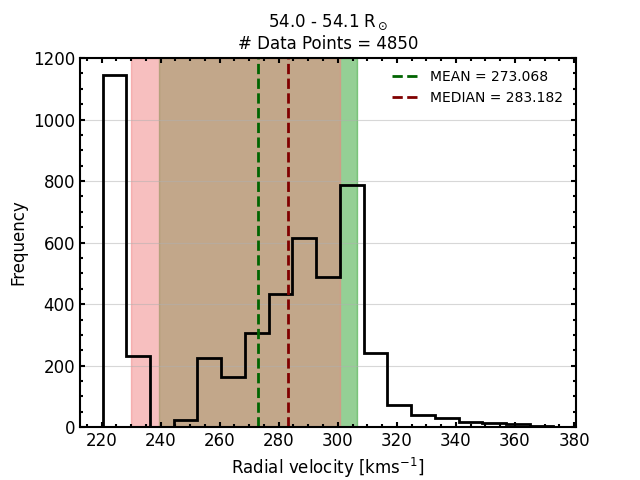 54.0 - 54.1 R⊙
# Data Points = 4850
MEAN = 273.068
MEDIAN = 283.182
1200
1000
800
600
400
200
0
Frequency
220 240 260 280 300 320 340 360 380
Radial velocity [kms⁻¹]